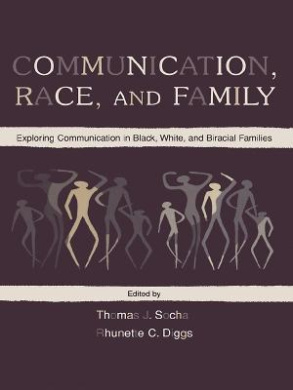 COMMUNICATION,
RACE, AND FAMILY
Exploring Communication in Black, White, and Biracial Families
Edited by
Thomas J. Socha
Rhunette C. Diggs